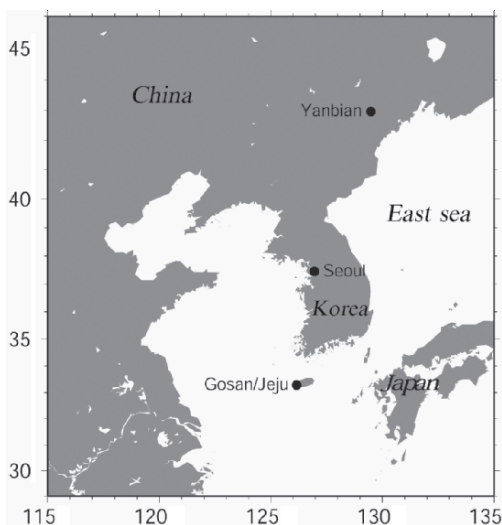 45
China
Yanbian
40
East sea
Seoul
Korea
35
Gosan/Jeju
Japan
30
115 120 125 130 135